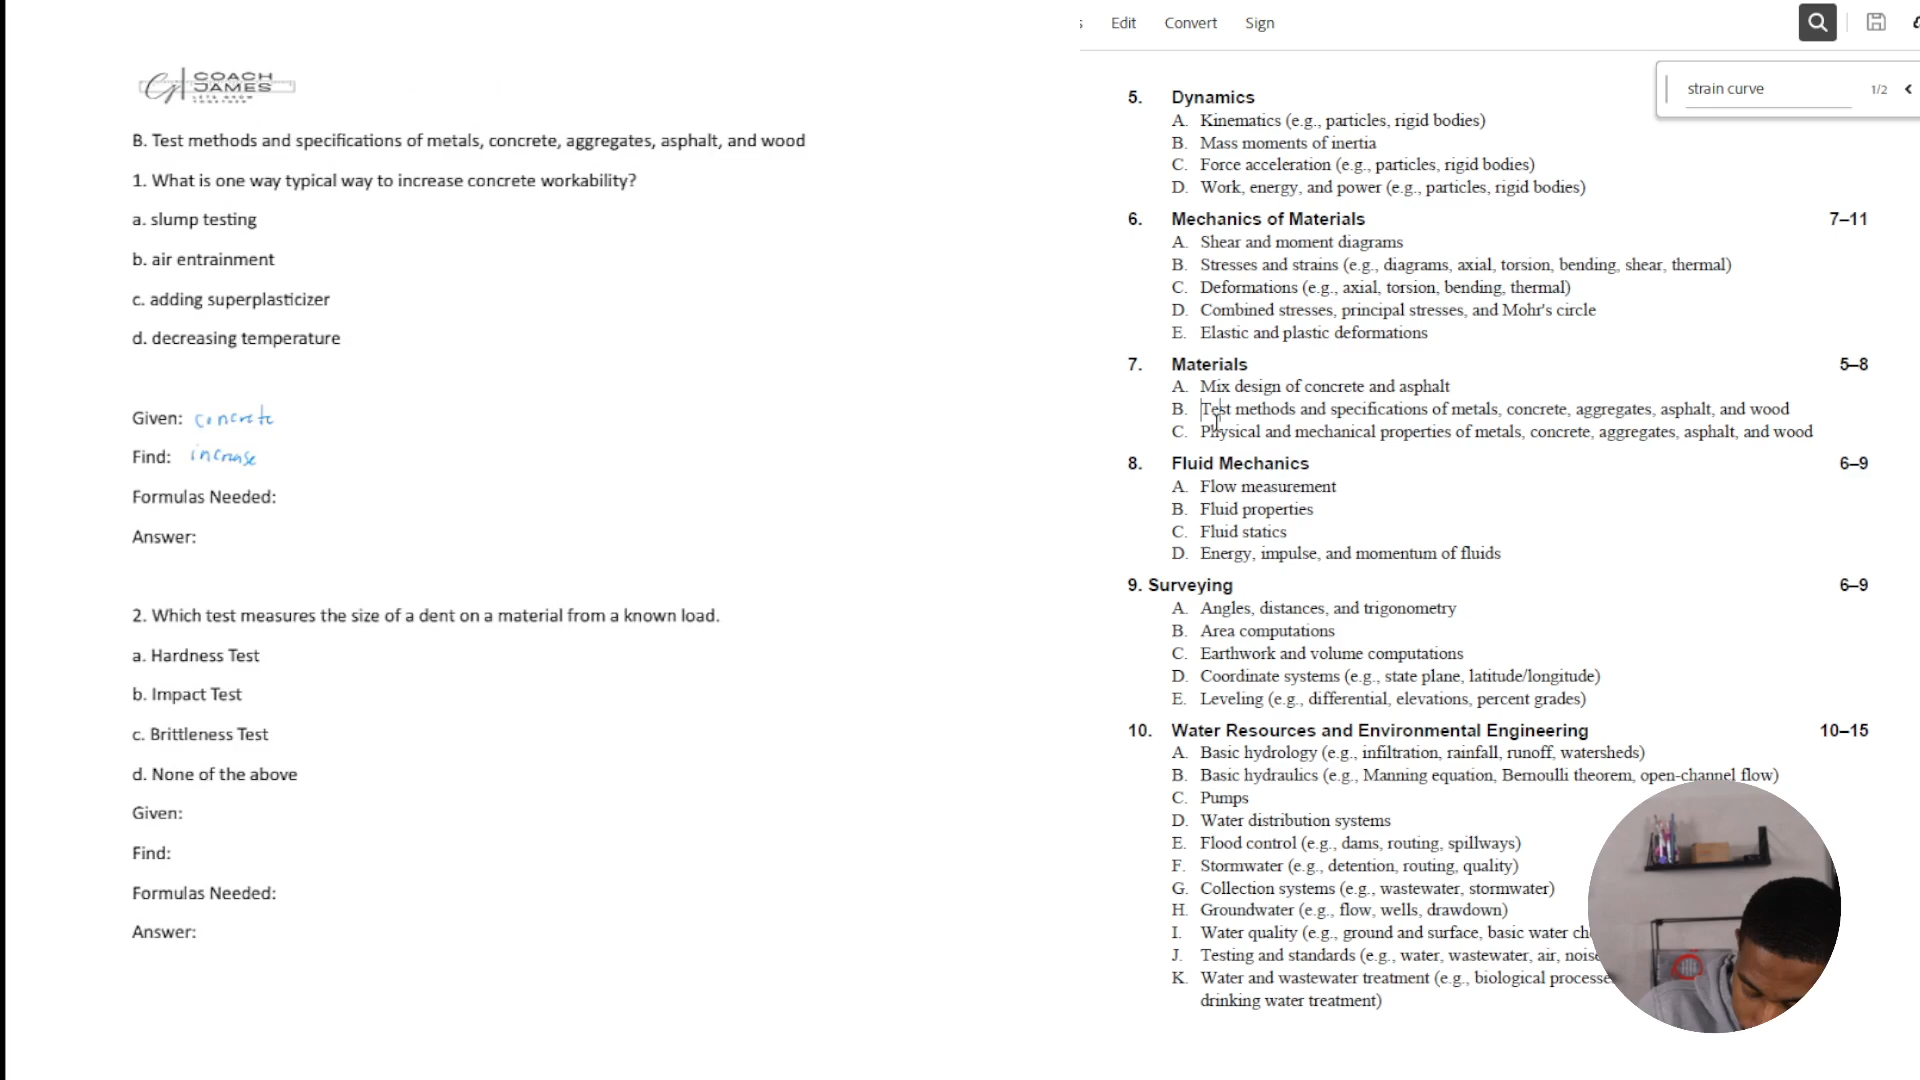 COACH
JAMES
B. Test methods and specifications of metals, concrete, aggregates, asphalt, and wood
1. What is one way typical way to increase concrete workability?
a. slump testing
b. air entrainment
c. adding superplasticizer
d. decreasing temperature
Given: concrete
Find: increase
Formulas Needed:
Answer:
2. Which test measures the size of a dent on a material from a known load.
a. Hardness Test
b. Impact Test
c. Brittleness Test
d. None of the above
Given:
Find:
Formulas Needed:
Answer:
Edit Convert Sign
strain curve 1/2
5. Dynamics
A. Kinematics (e.g., particles, rigid bodies)
B. Mass moments of inertia
C. Force acceleration (e.g., particles, rigid bodies)
D. Work, energy, and power (e.g., particles, rigid bodies)
6. Mechanics of Materials 7–11
A. Shear and moment diagrams
B. Stresses and strains (e.g., diagrams, axial, torsion, bending, shear, thermal)
C. Deformations (e.g., axial, torsion, bending, thermal)
D. Combined stresses, principal stresses, and Mohr's circle
E. Elastic and plastic deformations
7. Materials 5–8
A. Mix design of concrete and asphalt
B. Test methods and specifications of metals, concrete, aggregates, asphalt, and wood
C. Physical and mechanical properties of metals, concrete, aggregates, asphalt, and wood
8. Fluid Mechanics 6–9
A. Flow measurement
B. Fluid properties
C. Fluid statics
D. Energy, impulse, and momentum of fluids
9. Surveying 6–9
A. Angles, distances, and trigonometry
B. Area computations
C. Earthwork and volume computations
D. Coordinate systems (e.g., state plane, latitude/longitude)
E. Leveling (e.g., differential, elevations, percent grades)
10. Water Resources and Environmental Engineering 10–15
A. Basic hydrology (e.g., infiltration, rainfall, runoff, watersheds)
B. Basic hydraulics (e.g., Manning equation, Bernoulli theorem, open-channel flow)
C. Pumps
D. Water distribution systems
E. Flood control (e.g., dams, routing, spillways)
F. Stormwater (e.g., detention, routing, quality)
G. Collection systems (e.g., wastewater, stormwater)
H. Groundwater (e.g., flow, wells, drawdown)
I. Water quality (e.g., ground and surface, basic water
J. Testing and standards (e.g., water, wastewater, air,
K. Water and wastewater treatment (e.g., biological
drinking water treatment)